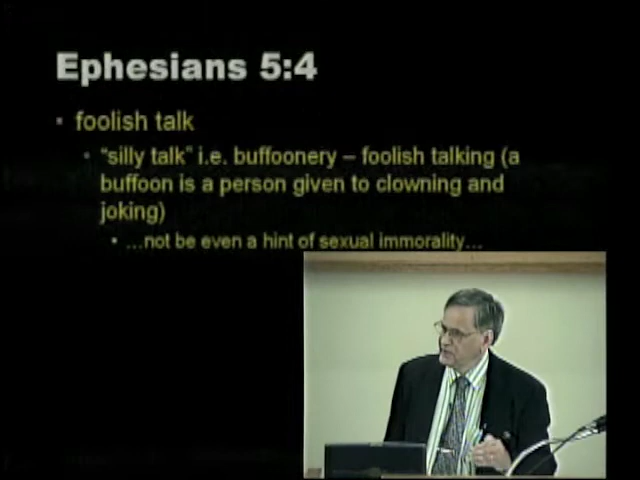 Ephesians 5:4
• foolish talk
• “silly talk” i.e. buffoonery – foolish talking (a
buffoon is a person given to clowning and
joking)
• …not be even a hint of sexual immorality…